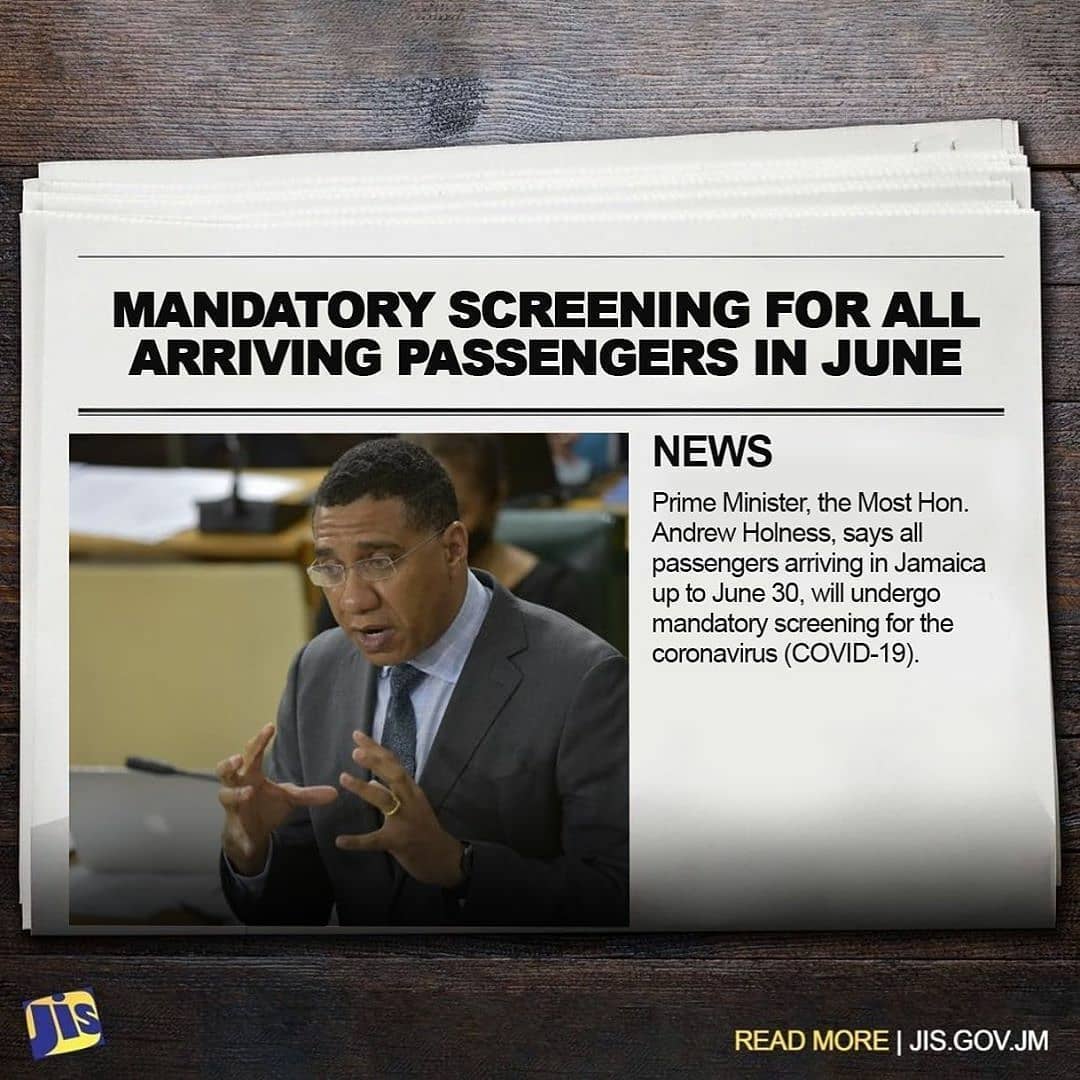 MANDATORY SCREENING FOR ALL
ARRIVING PASSENGERS IN JUNE
NEWS
Prime Minister, the Most Hon.
Andrew Holness, says all
passengers arriving in Jamaica
up to June 30, will undergo
mandatory screening for the
coronavirus (COVID-19).
jis
READ MORE | JIS.GOV.JM